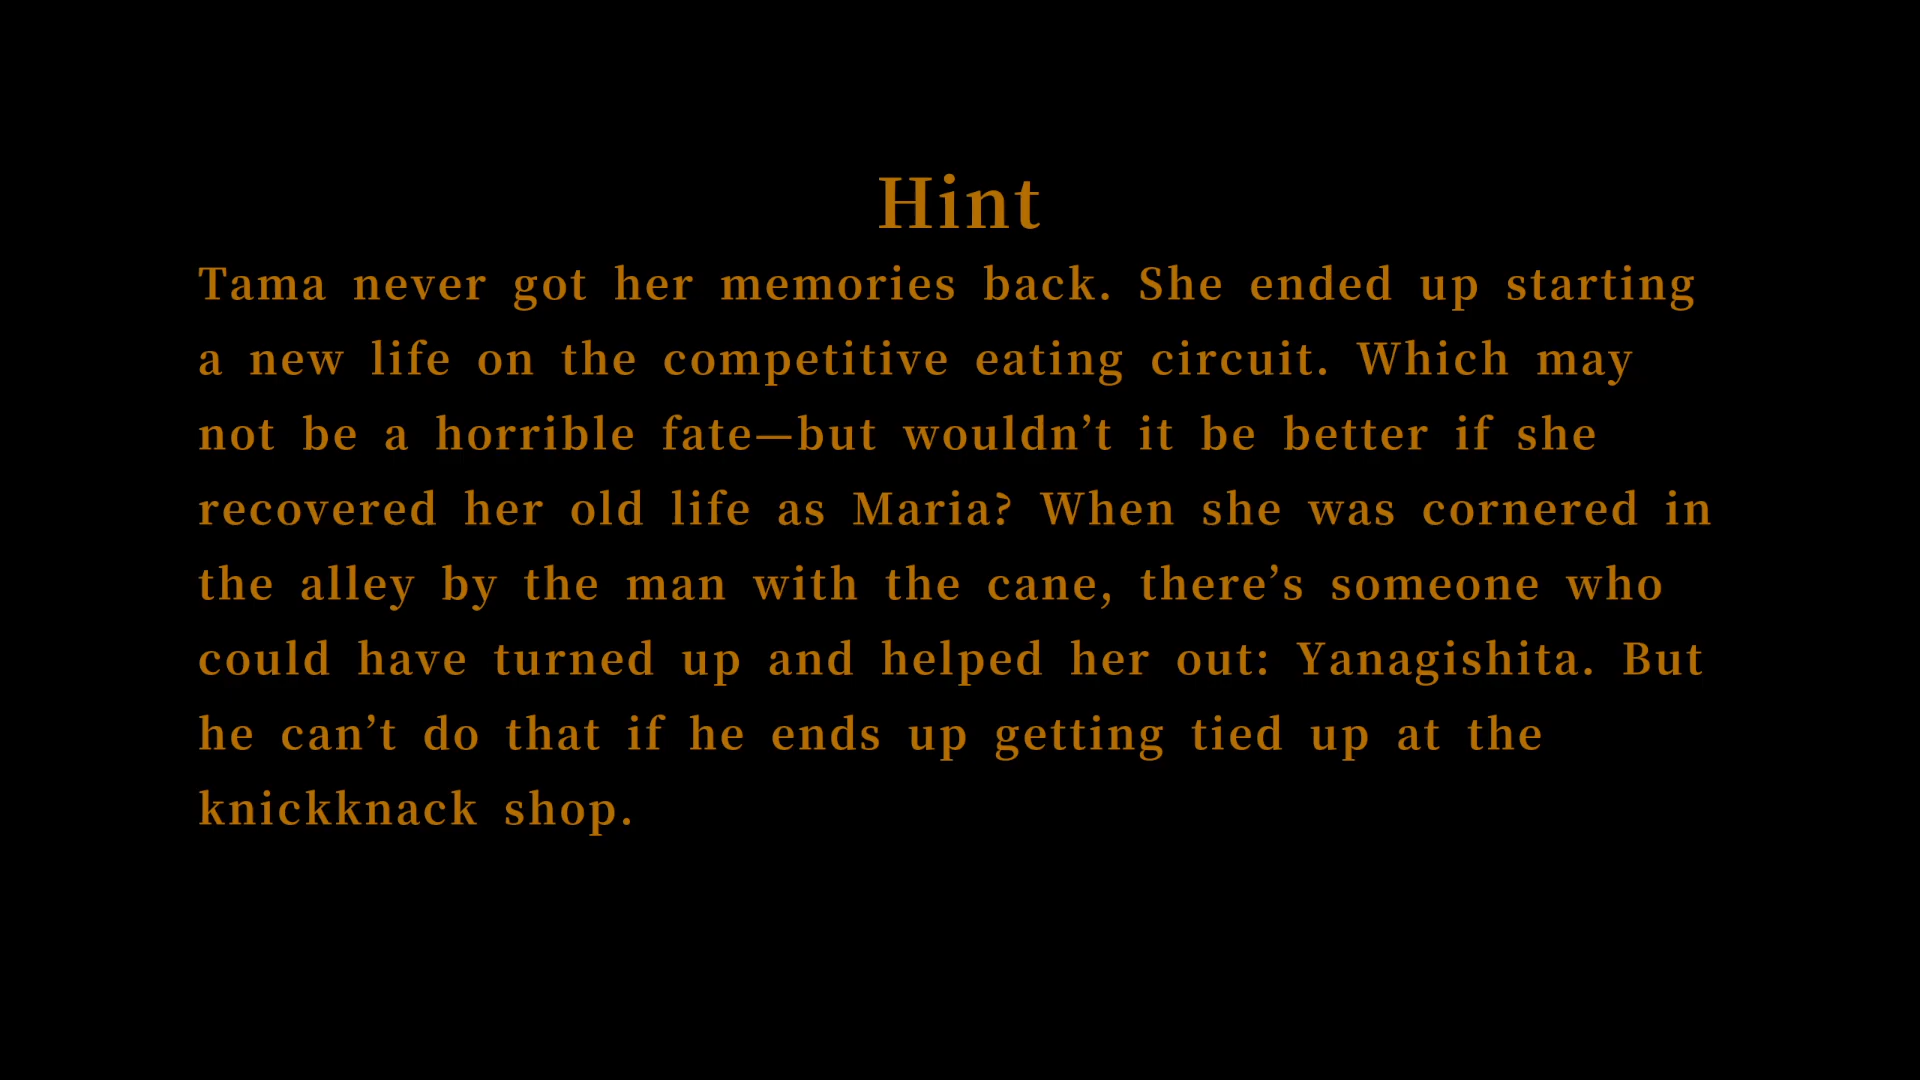 Hint
Tama never got her memories back. She ended up starting
a new life on the competitive eating circuit. Which may
not be a horrible fate—but wouldn’t it be better if she
recovered her old life as Maria? When she was cornered in
the alley by the man with the cane, there’s someone who
could have turned up and helped her out: Yanagishita. But
he can’t do that if he ends up getting tied up at the
knickknack shop.